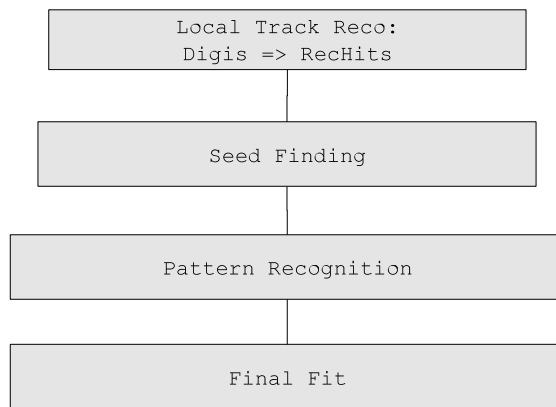 Local Track Reco:
Digis => RecHits
Seed Finding
Pattern Recognition
Final Fit